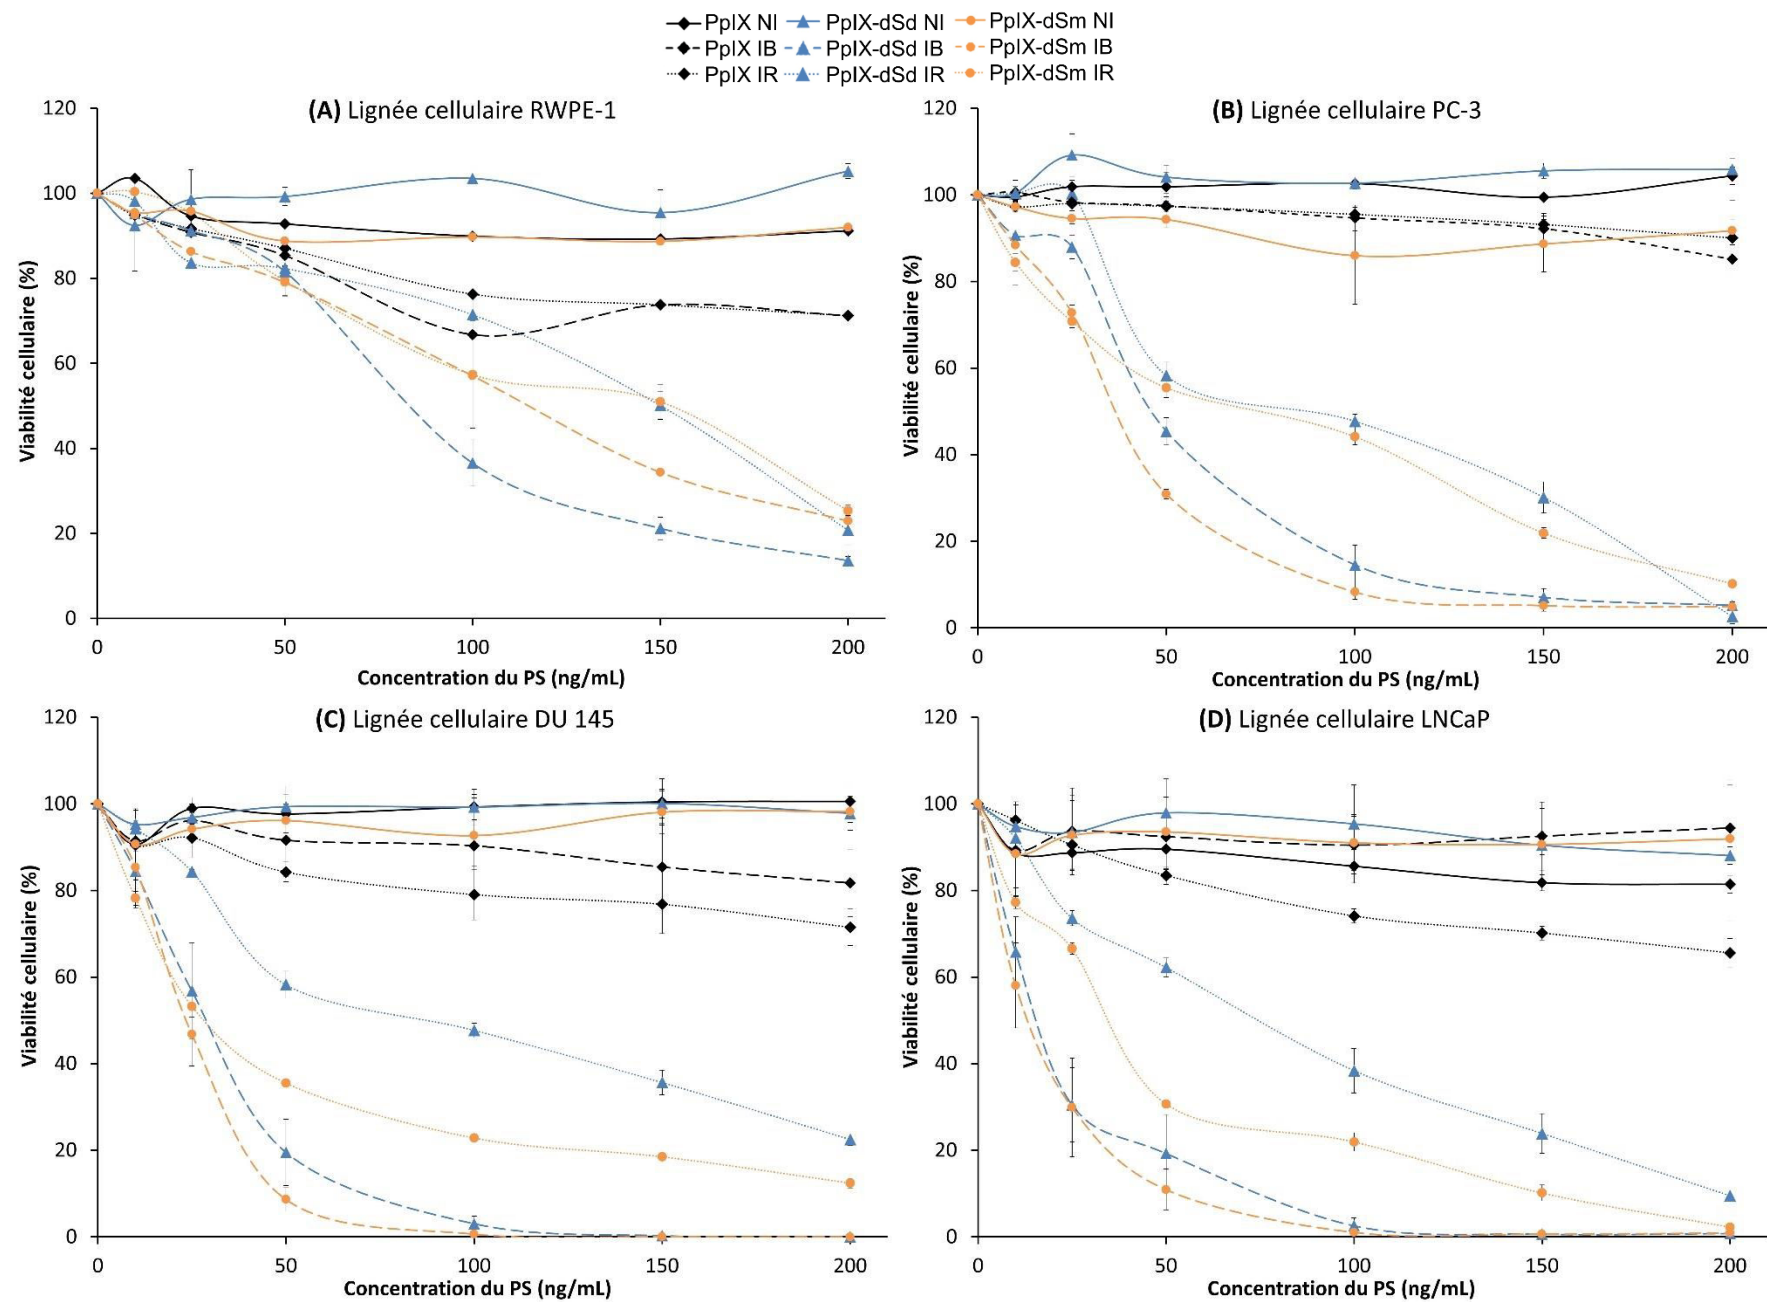 PpIX NI PpIX-dSd NI PpIX-dSm NI
PpIX IB PpIX-dSd IB PpIX-dSm IB
PpIX IR PpIX-dSd IR PpIX-dSm IR
(A) Lignée cellulaire RWPE-1
120
100
80
60
40
20
0
Viabilité cellulaire (%)
0 50 100 150 200
Concentration du PS (ng/mL)
(B) Lignée cellulaire PC-3
120
100
80
60
40
20
0
Viabilité cellulaire (%)
0 50 100 150 200
Concentration du PS (ng/mL)
(C) Lignée cellulaire DU 145
120
100
80
60
40
20
0
Viabilité cellulaire (%)
0 50 100 150 200
Concentration du PS (ng/mL)
(D) Lignée cellulaire LNCaP
120
100
80
60
40
20
0
Viabilité cellulaire (%)
0 50 100 150 200
Concentration du PS (ng/mL)